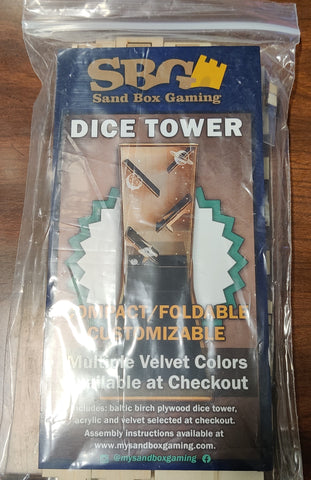 SBG
Sand Box Gaming
DICE TOWER
COMPACT/FOLDABLE
CUSTOMIZABLE
Multiple Velvet Colors
Available at Checkout
Includes: baltic birch plywood dice tower,
acrylic and velvet selected at checkout.
Assembly instructions available at
www.mysandboxgaming.com
@mysandboxgaming